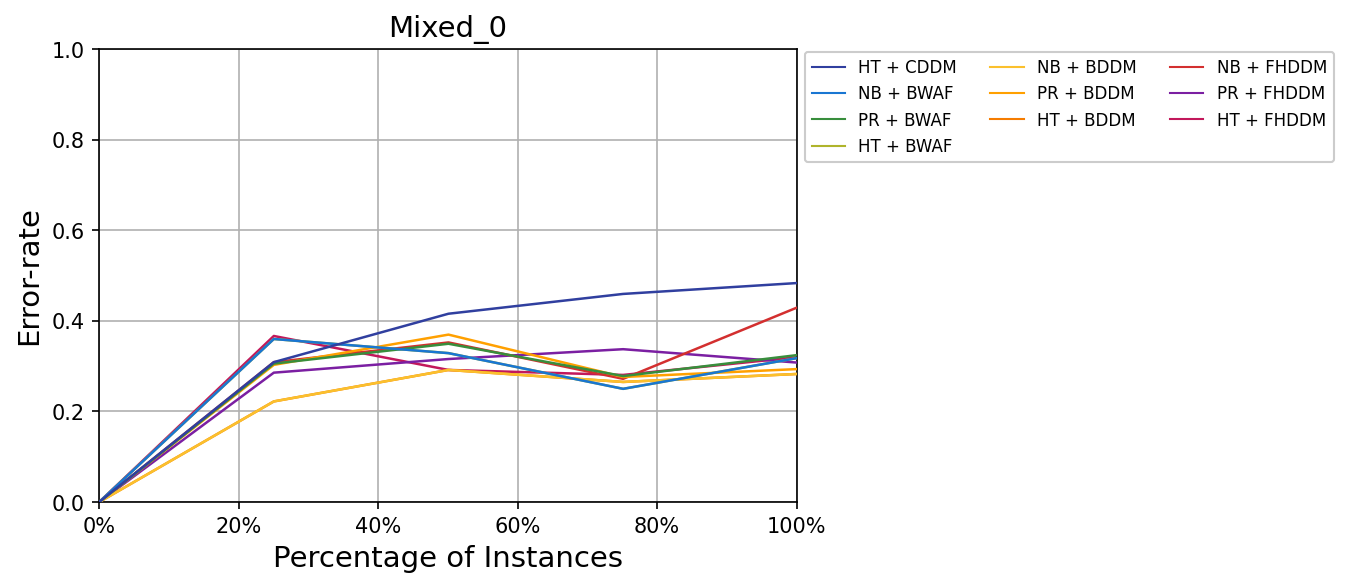 Mixed_0
1.0
0.8
0.6
0.4
0.2
0.0
Error-rate
0% 20% 40% 60% 80% 100%
Percentage of Instances
HT + CDDM
NB + BWAF
PR + BWAF
HT + BWAF
NB + BDDM
PR + BDDM
HT + BDDM
NB + FHDDM
PR + FHDDM
HT + FHDDM